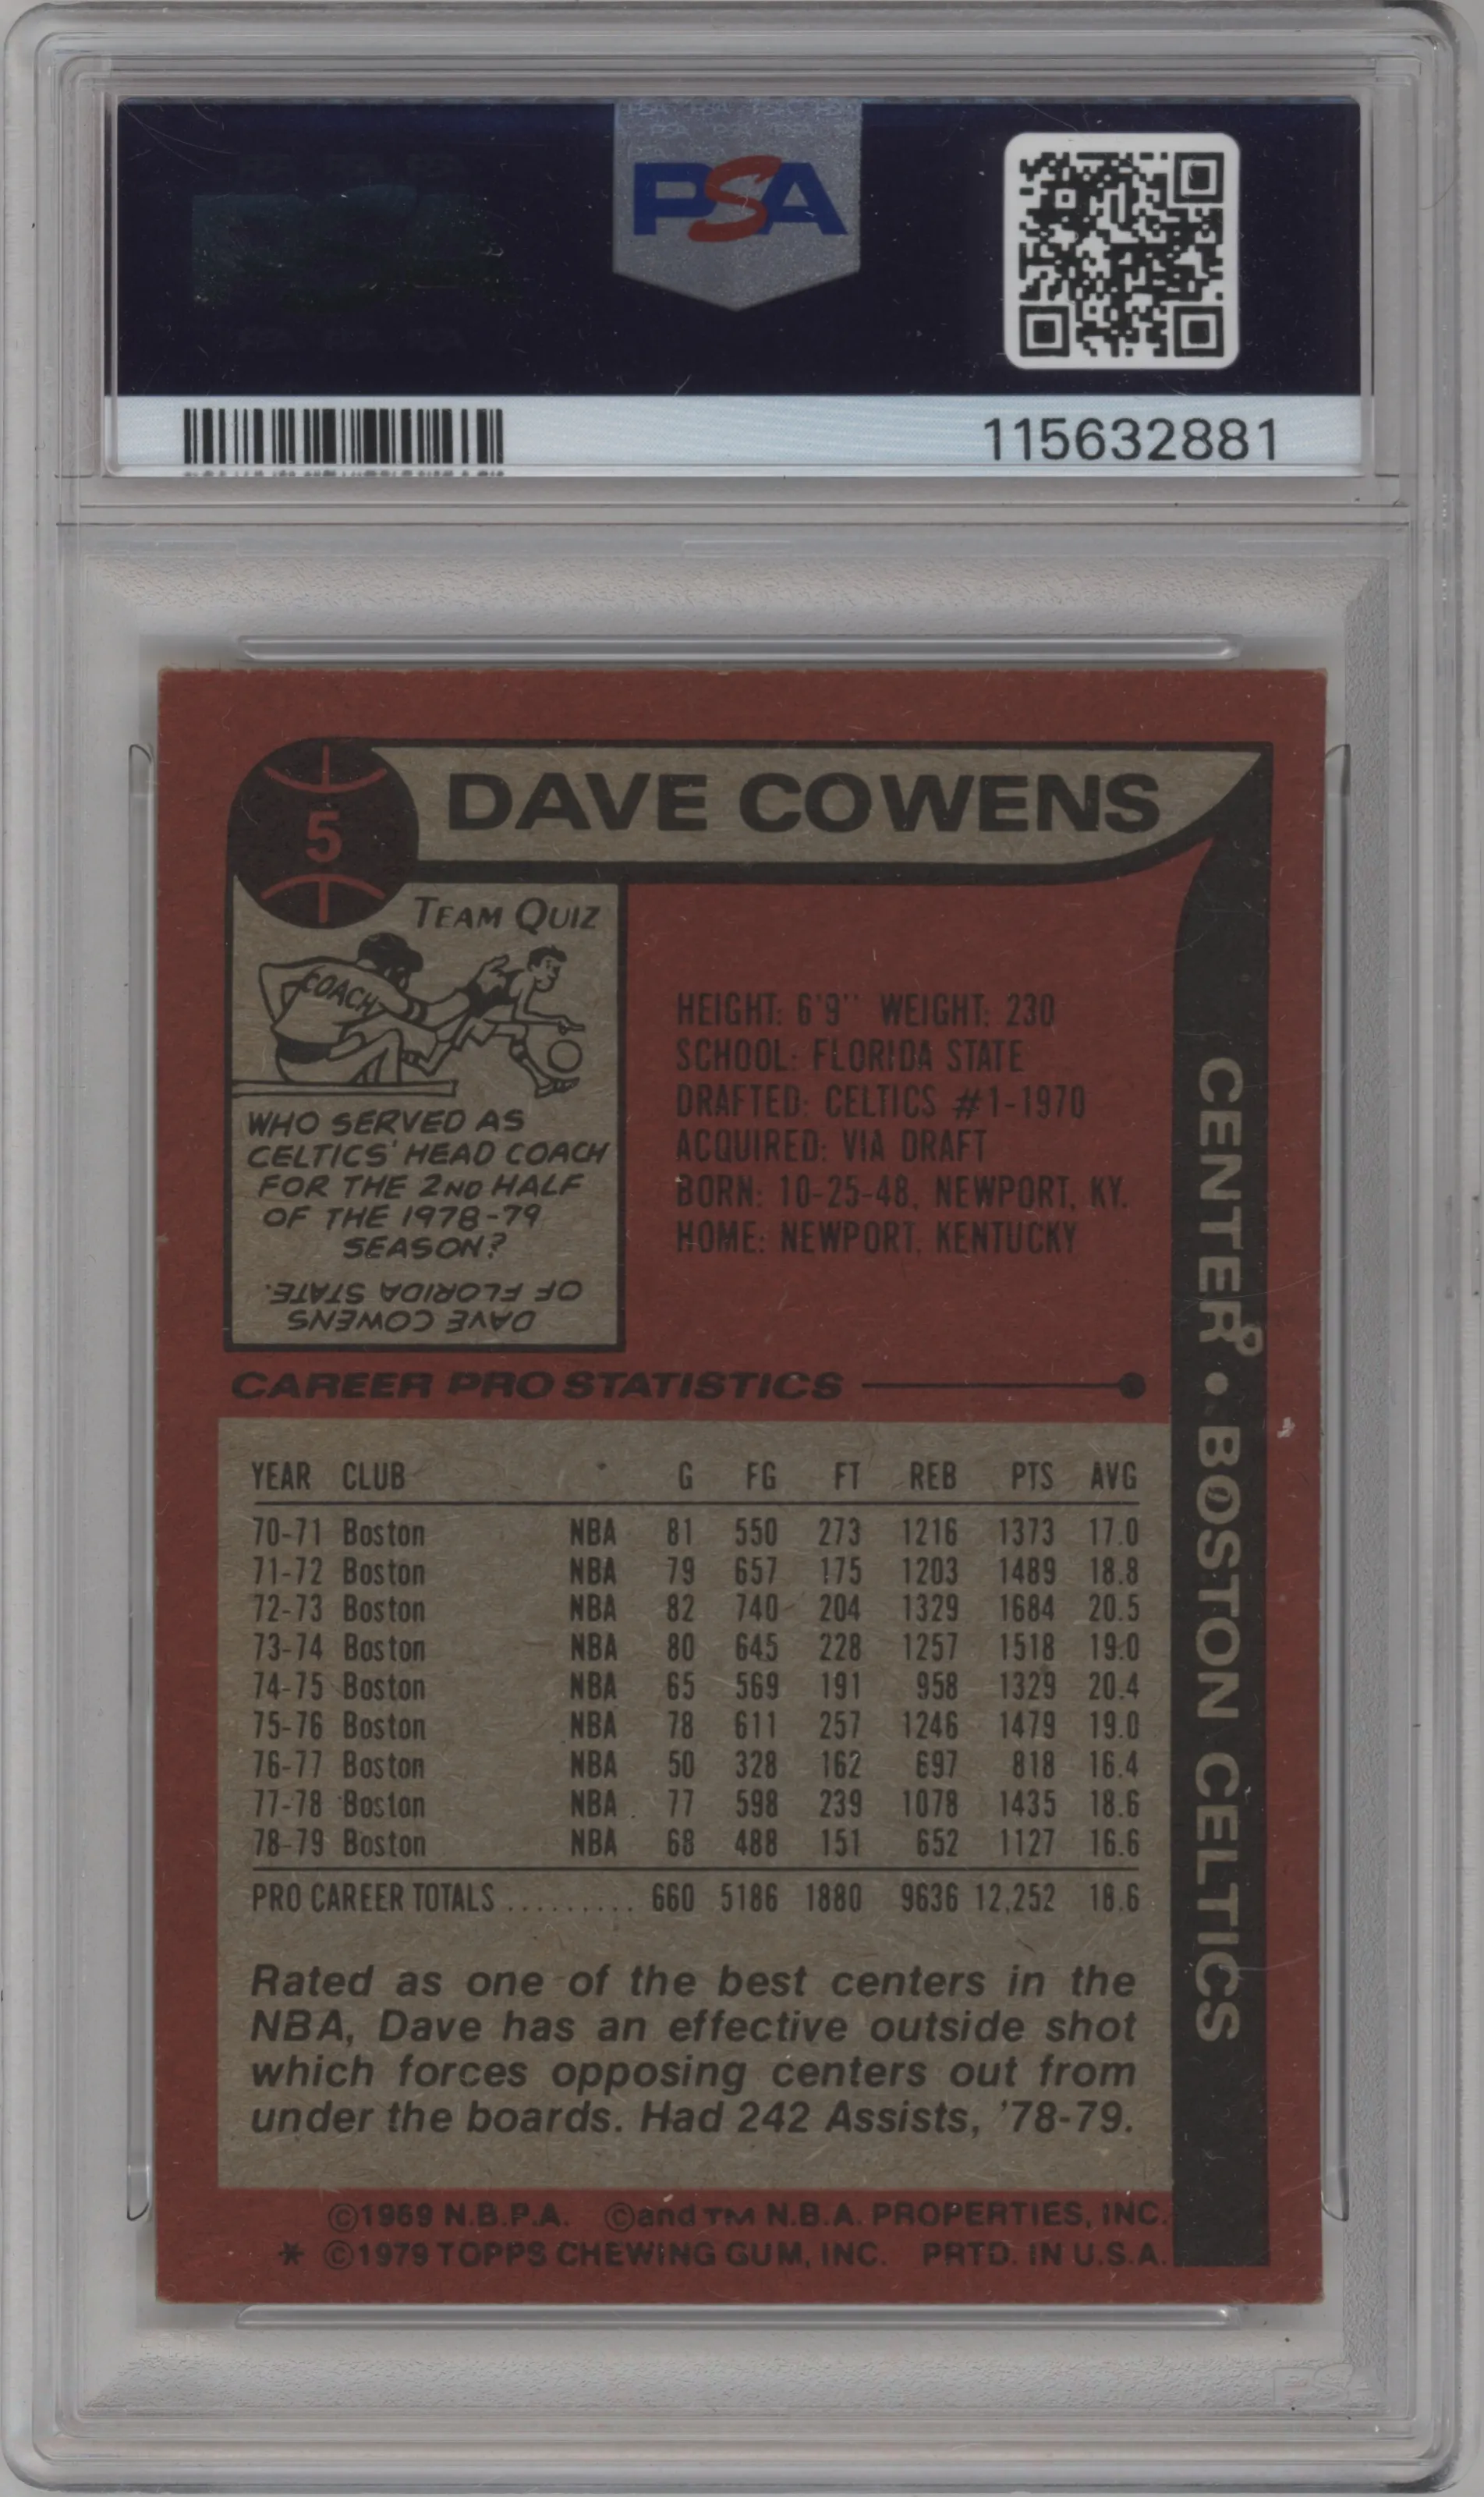 PSA
115632881
5
DAVE COWENS
TEAM QUIZ
COACH
WHO SERVED AS
CELTICS' HEAD COACH
FOR THE 2ND HALF
OF THE 1978-79
SEASON?
DAVE COWENS
OF FLORIDA STATE.
HEIGHT: 6'9" WEIGHT: 230
SCHOOL: FLORIDA STATE
DRAFTED: CELTICS #1-1970
ACQUIRED: VIA DRAFT
BORN: 10-25-48, NEWPORT, KY.
HOME: NEWPORT, KENTUCKY
CENTER • BOSTON CELTICS
CAREER PRO STATISTICS
YEAR CLUB G FG FT REB PTS AVG
70-71 Boston NBA 81 550 273 1216 1373 17.0
71-72 Boston NBA 79 657 175 1203 1489 18.8
72-73 Boston NBA 82 740 204 1329 1684 20.5
73-74 Boston NBA 80 645 228 1257 1518 19.0
74-75 Boston NBA 65 569 191 958 1329 20.4
75-76 Boston NBA 78 611 257 1246 1479 19.0
76-77 Boston NBA 50 328 162 697 818 16.4
77-78 Boston NBA 77 598 239 1078 1435 18.6
78-79 Boston NBA 68 488 151 652 1127 16.6
PRO CAREER TOTALS ......... 660 5186 1880 9636 12,252 18.6
Rated as one of the best centers in the
NBA, Dave has an effective outside shot
which forces opposing centers out from
under the boards. Had 242 Assists, '78-79.
©1969 N.B.P.A. ©and TM N.B.A. PROPERTIES, INC.
* ©1979 TOPPS CHEWING GUM, INC. PRTD. IN U.S.A.
PSA